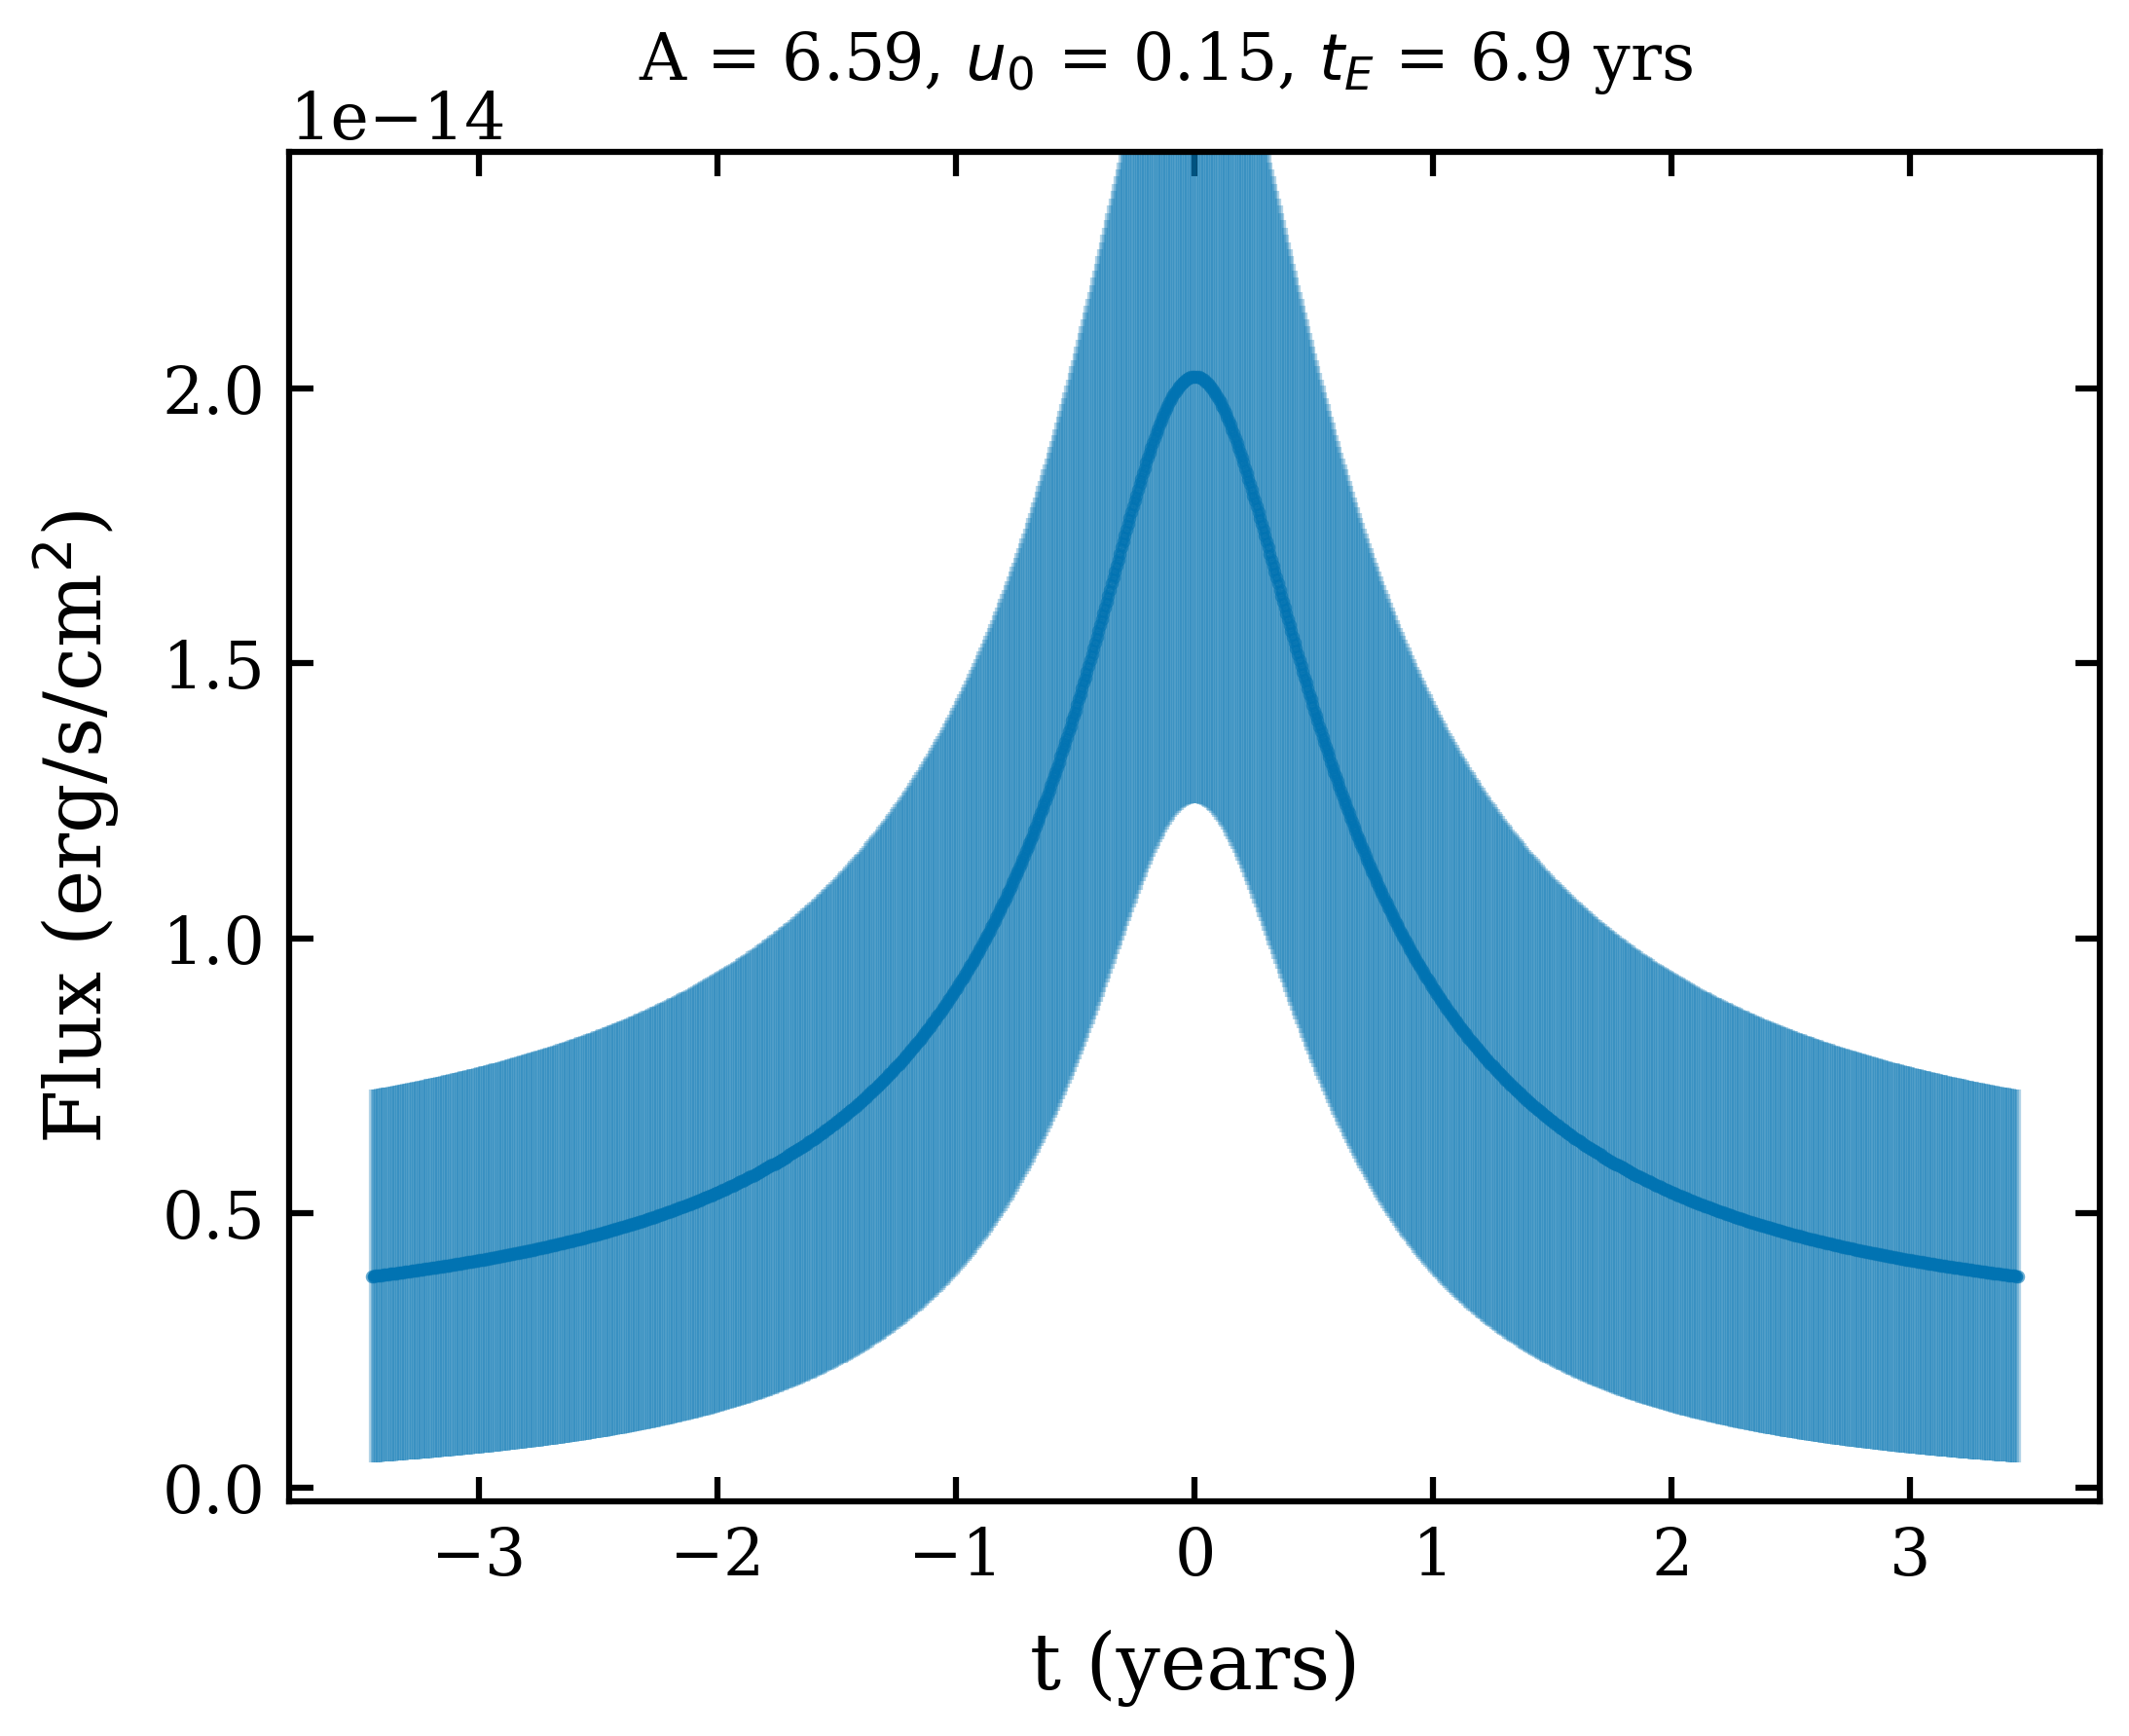 A = 6.59, u₀ = 0.15, t_E = 6.9 yrs
1e−14
Flux (erg/s/cm²)
2.0
1.5
1.0
0.5
0.0
−3 −2 −1 0 1 2 3
t (years)